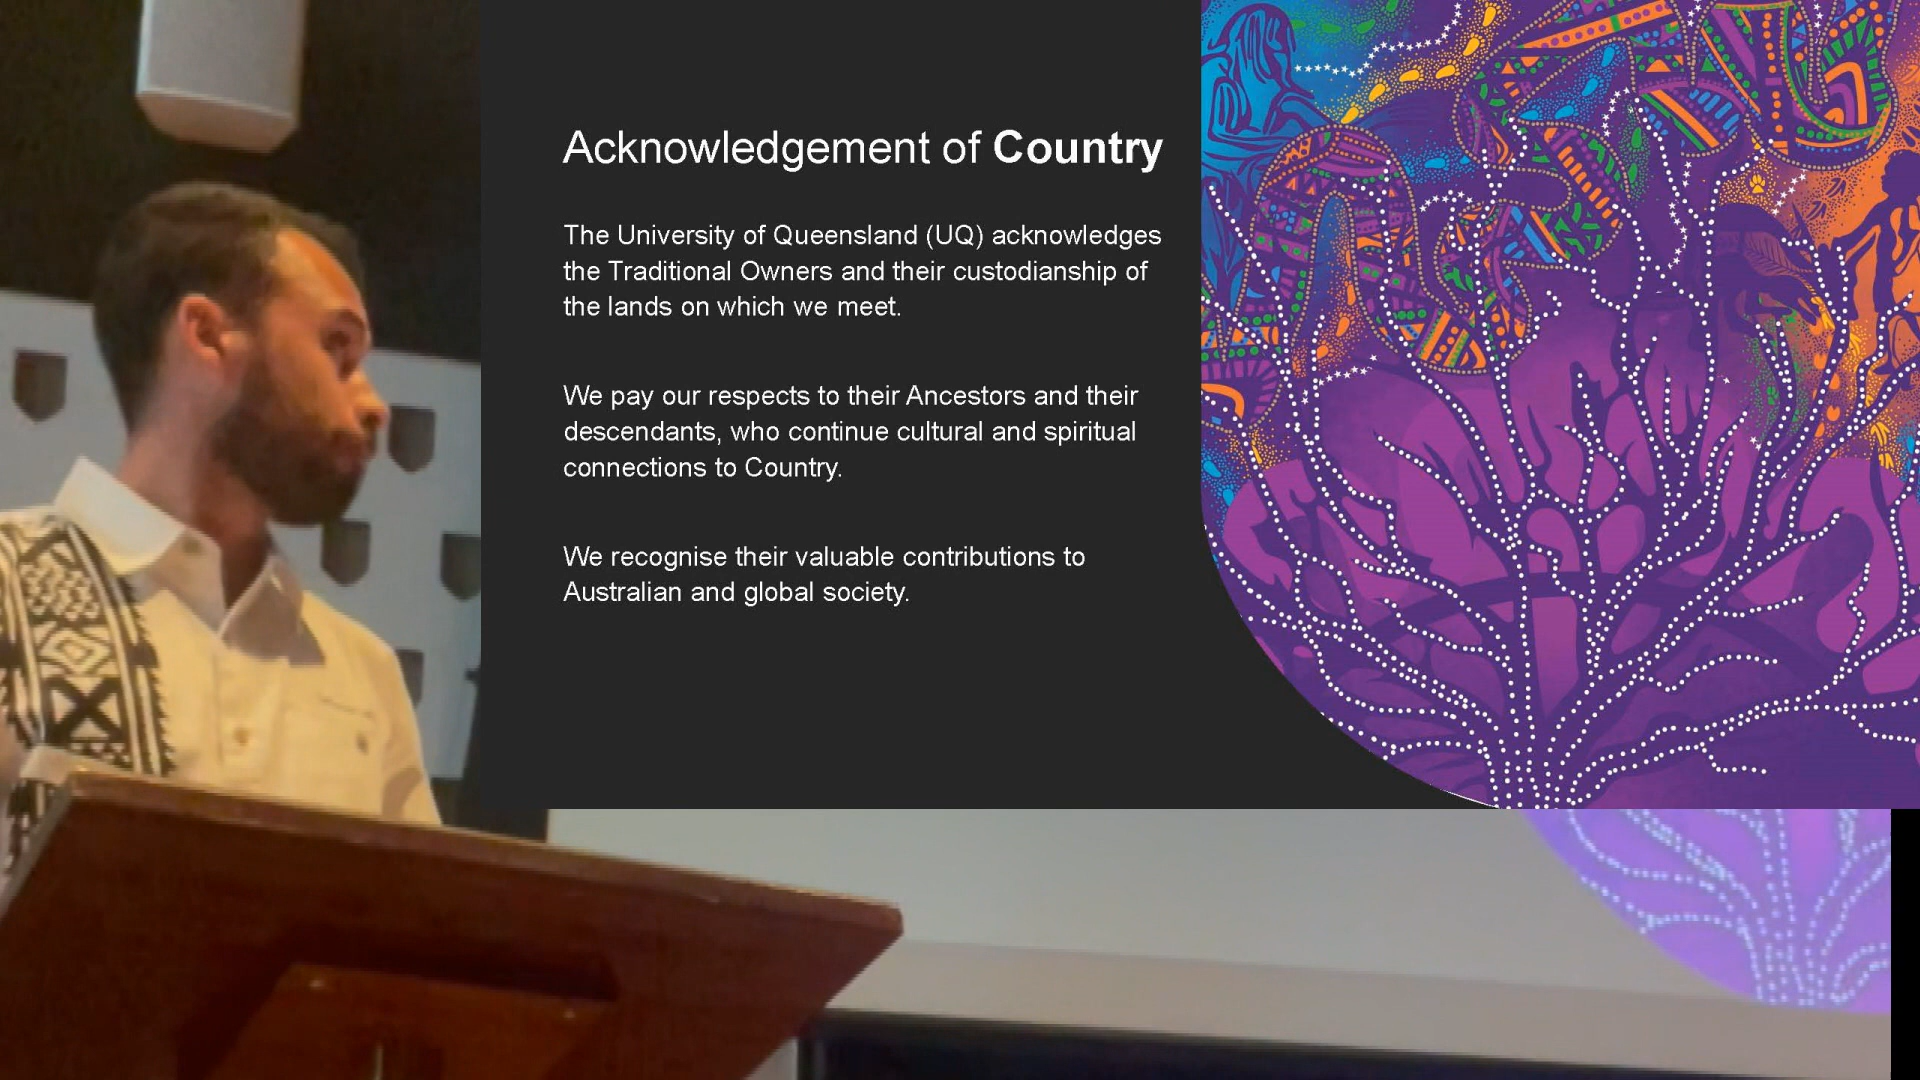 Acknowledgement of Country
The University of Queensland (UQ) acknowledges
the Traditional Owners and their custodianship of
the lands on which we meet.
We pay our respects to their Ancestors and their
descendants, who continue cultural and spiritual
connections to Country.
We recognise their valuable contributions to
Australian and global society.